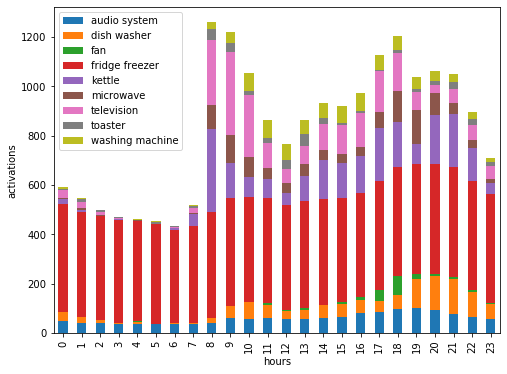 audio system
dish washer
fan
fridge freezer
kettle
microwave
television
toaster
washing machine
1200
1000
800
600
400
200
0
activations
0 1 2 3 4 5 6 7 8 9 10 11 12 13 14 15 16 17 18 19 20 21 22 23
hours